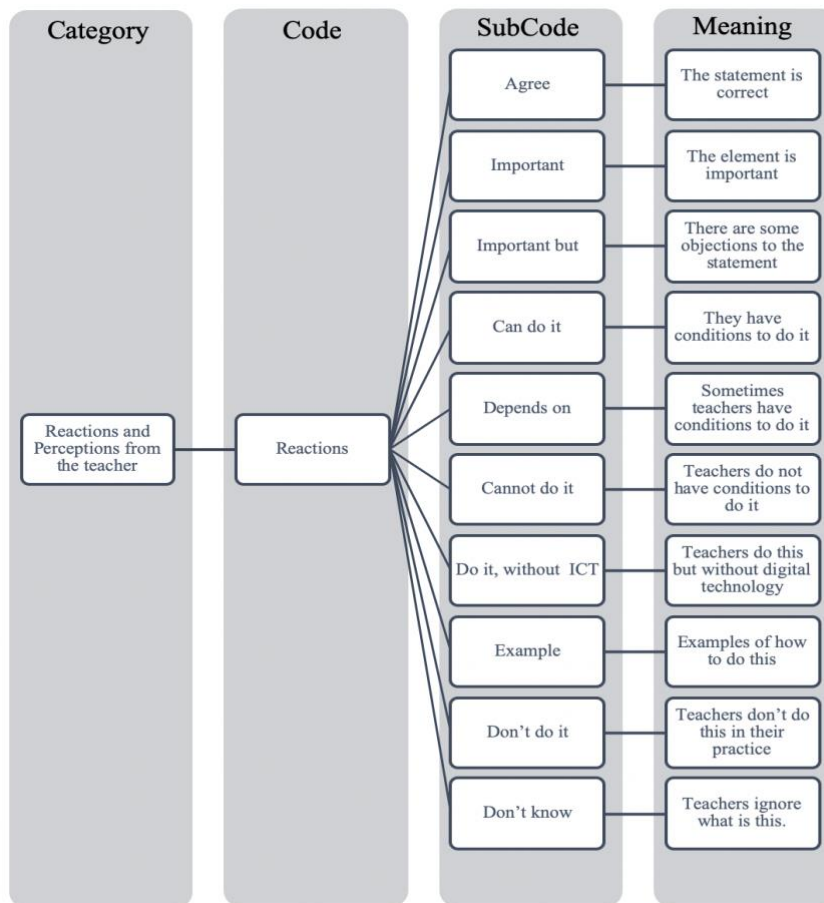 Category
Code
SubCode
Meaning
Reactions and
Perceptions from
the teacher
Reactions
Agree
The statement is
correct
Important
The element is
important
Important but
There are some
objections to the
statement
Can do it
They have
conditions to do it
Depends on
Sometimes
teachers have
conditions to do it
Cannot do it
Teachers do not
have conditions to
do it
Do it, without ICT
Teachers do this
but without digital
technology
Example
Examples of how
to do this
Don't do it
Teachers don't do
this in their
practice
Don't know
Teachers ignore
what is this.